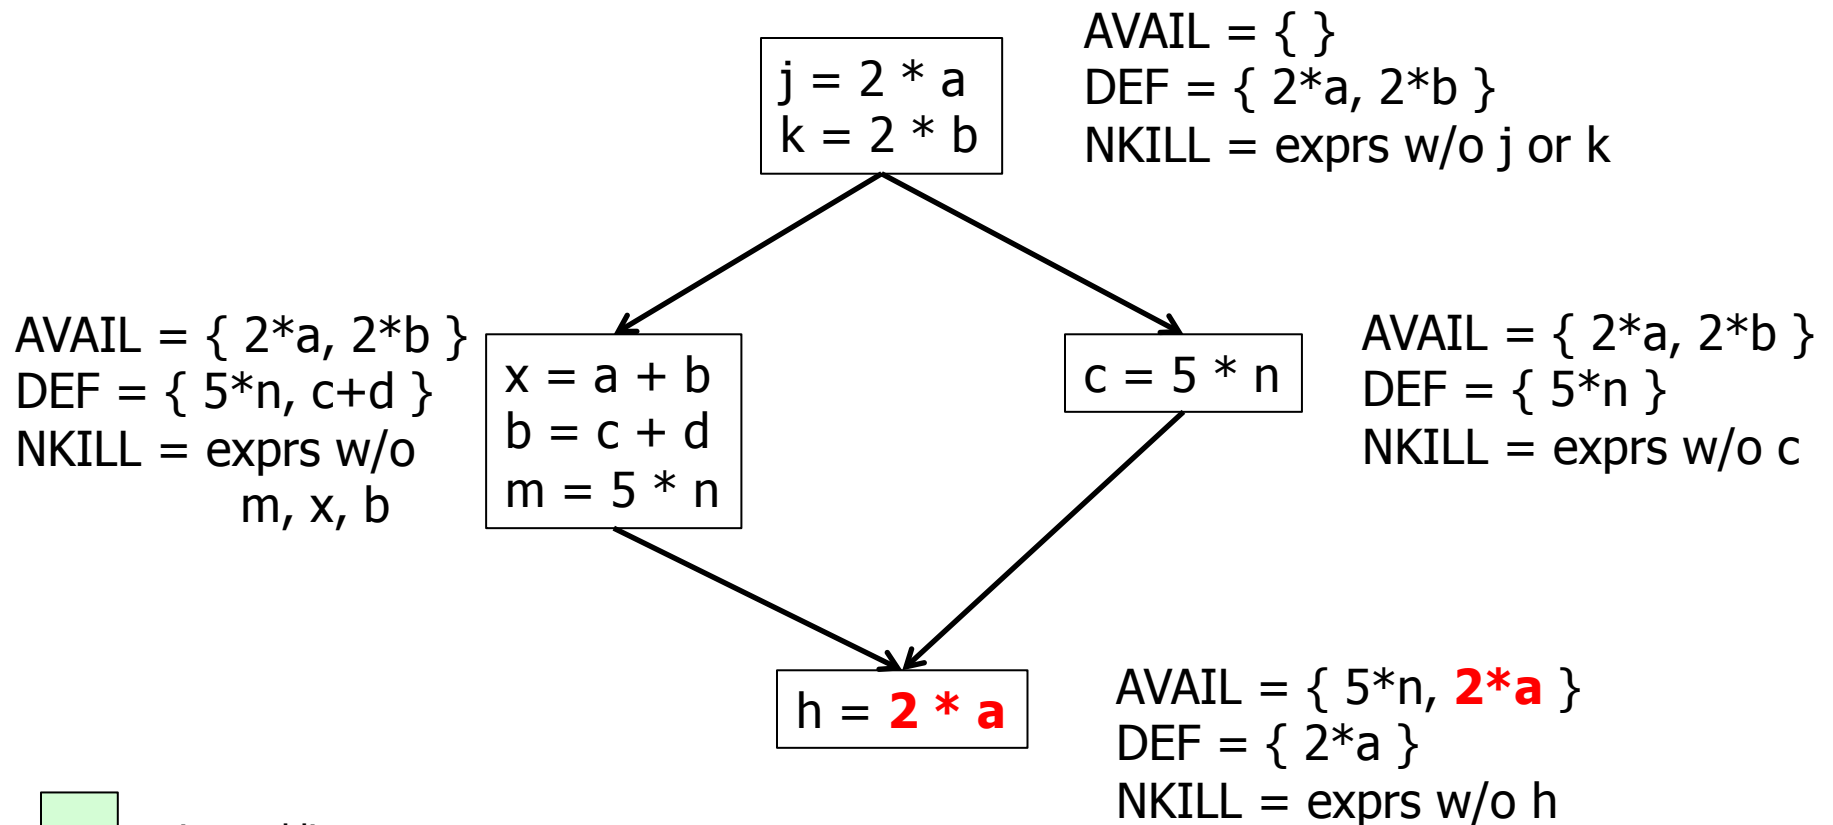 j = 2 * a
k = 2 * b
AVAIL = { }
DEF = { 2*a, 2*b }
NKILL = exprs w/o j or k
AVAIL = { 2*a, 2*b }
DEF = { 5*n, c+d }
NKILL = exprs w/o
m, x, b
x = a + b
b = c + d
m = 5 * n
c = 5 * n
AVAIL = { 2*a, 2*b }
DEF = { 5*n }
NKILL = exprs w/o c
h = 2 * a
AVAIL = { 5*n, 2*a }
DEF = { 2*a }
NKILL = exprs w/o h